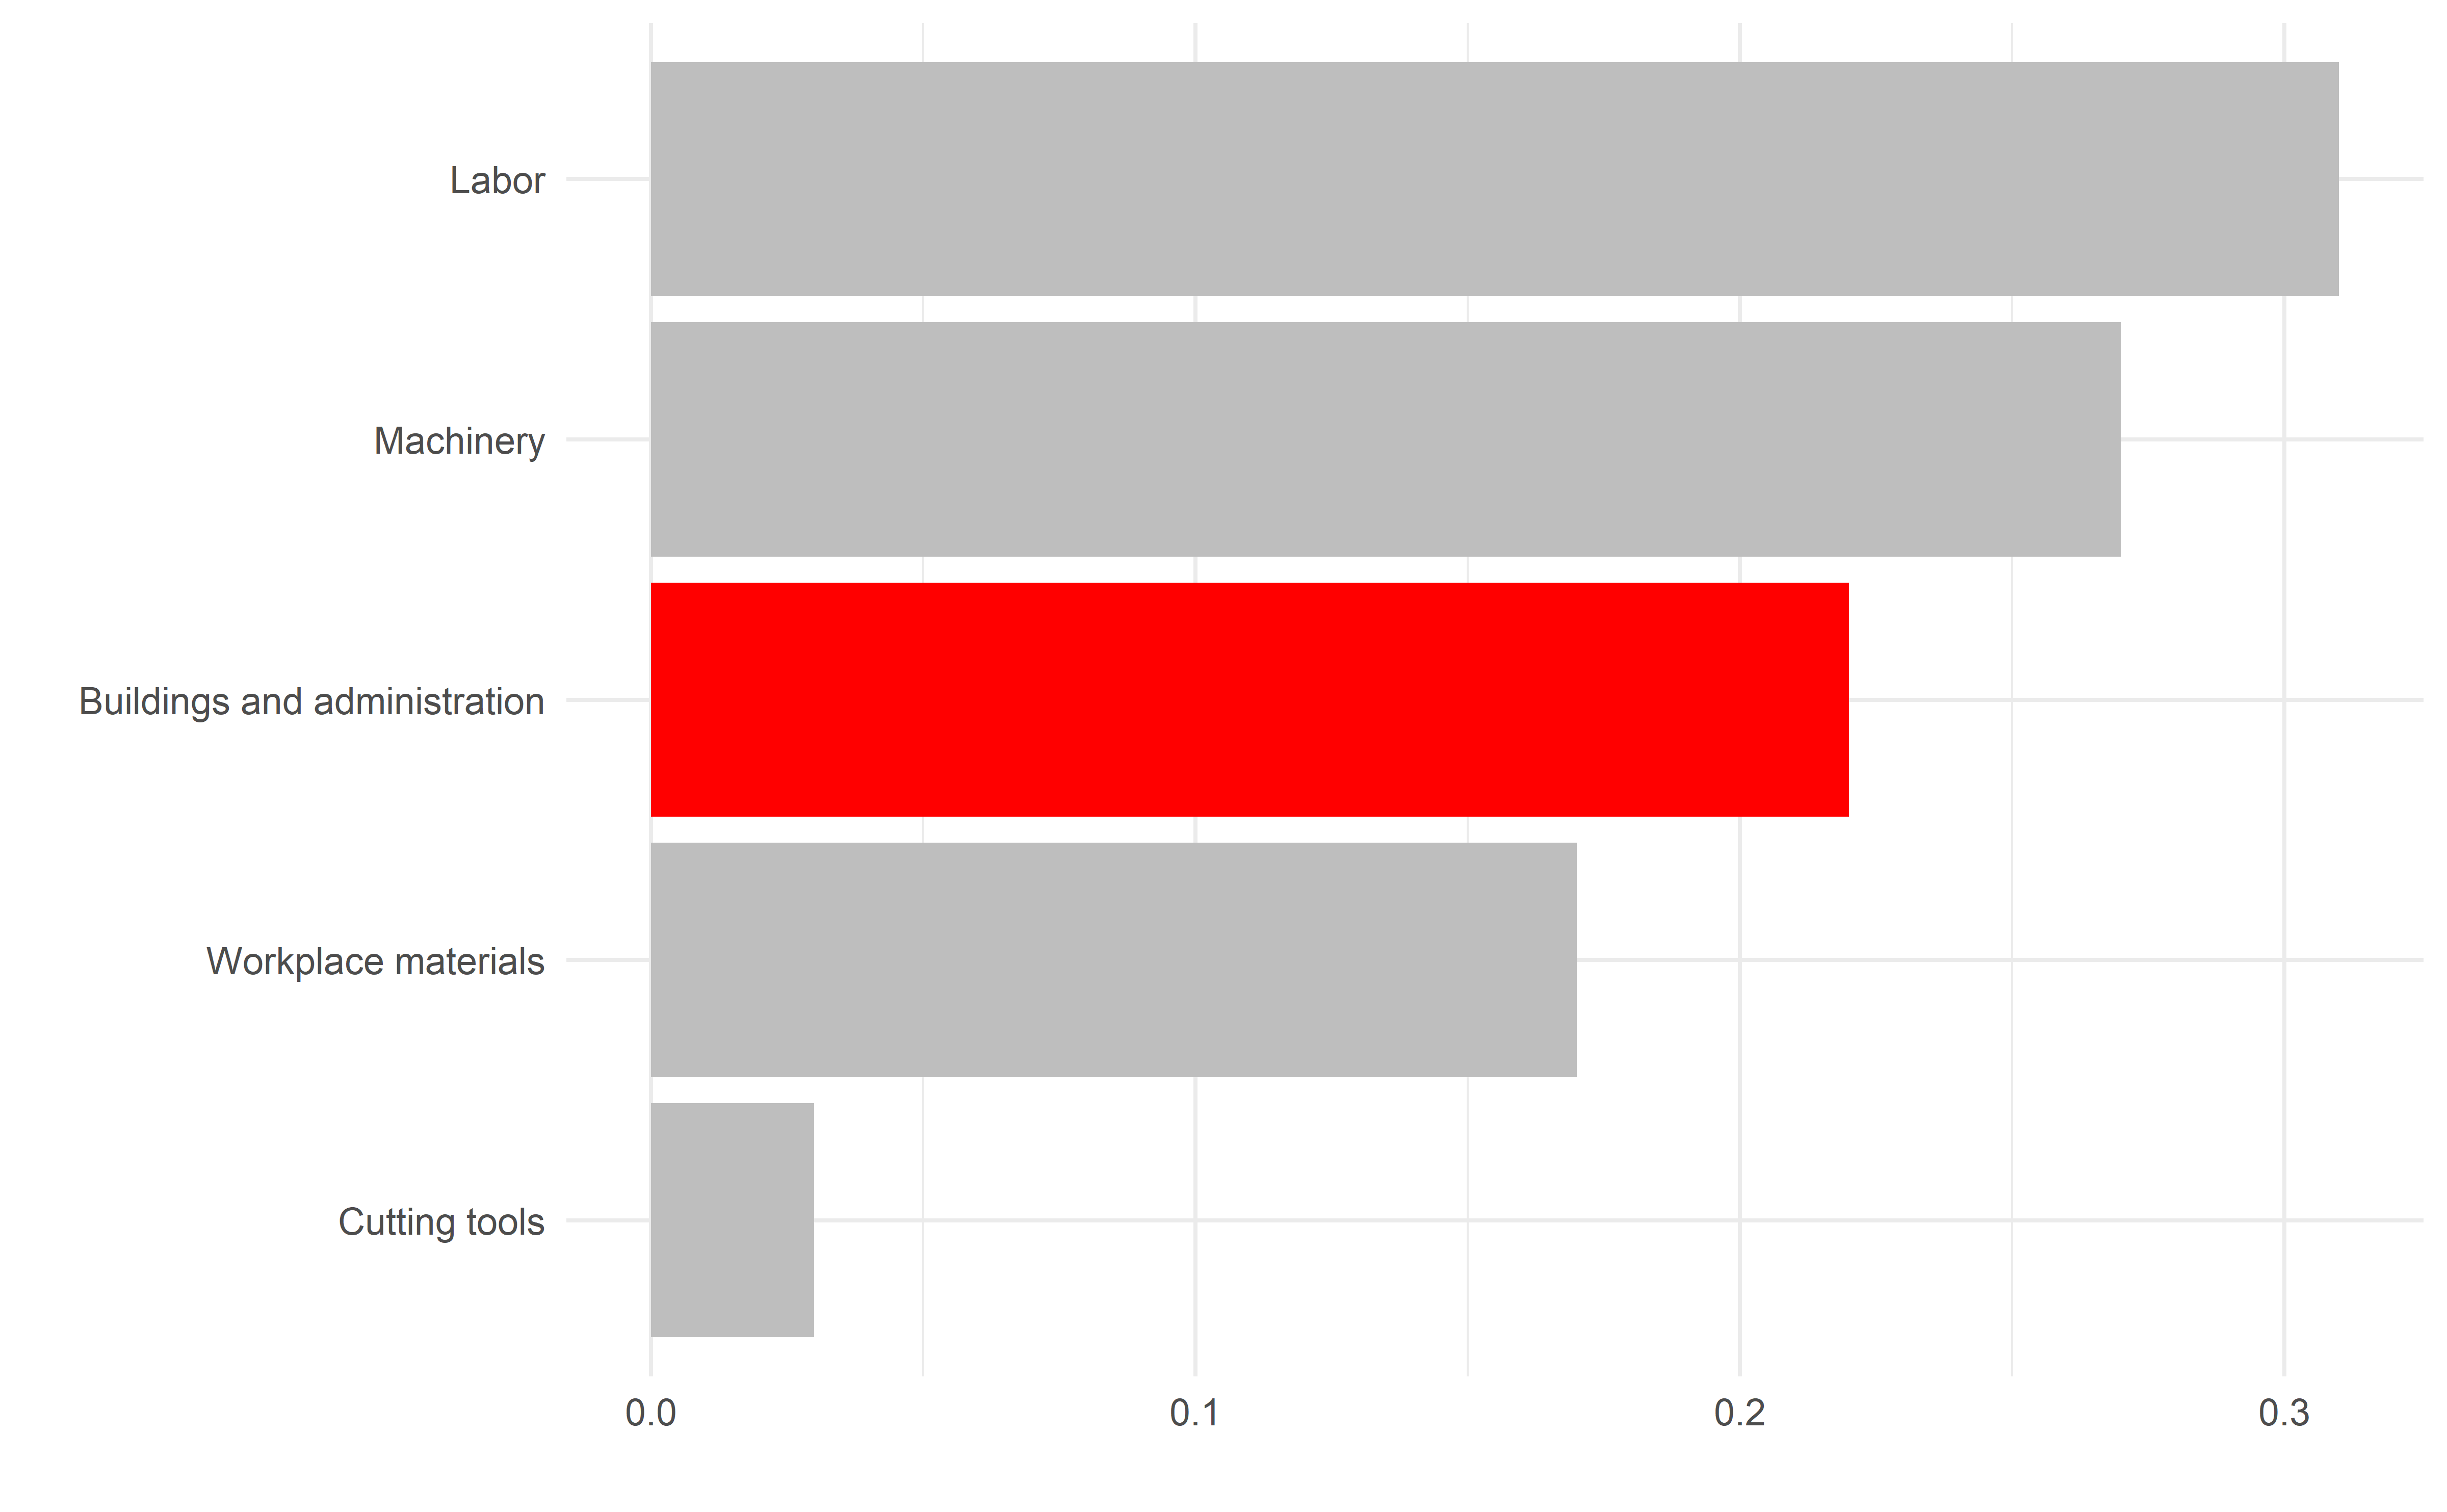 Labor
Machinery
Buildings and administration
Workplace materials
Cutting tools
0.0 0.1 0.2 0.3